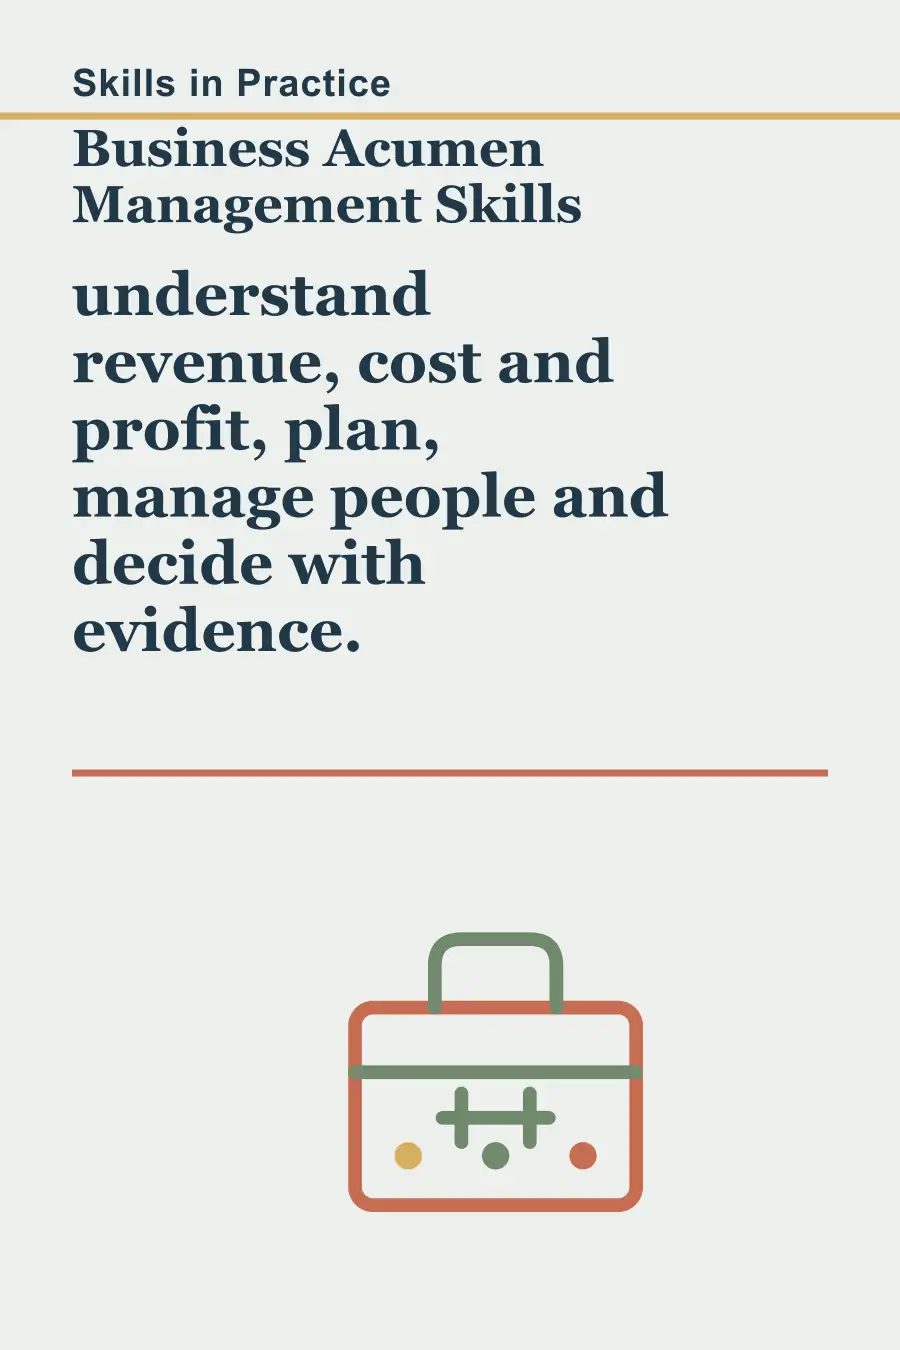 Skills in Practice
Business Acumen
Management Skills
understand
revenue, cost and
profit, plan,
manage people and
decide with
evidence.